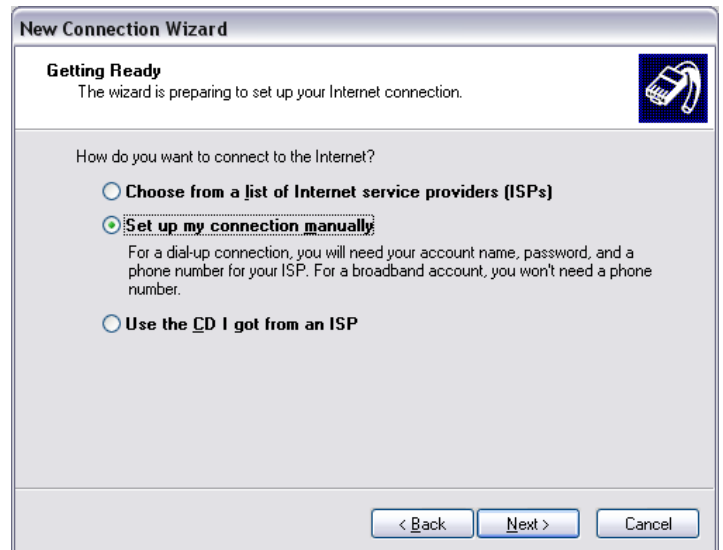 New Connection Wizard
Getting Ready
The wizard is preparing to set up your Internet connection.
How do you want to connect to the Internet?
Choose from a list of Internet service providers (ISPs)
Set up my connection manually
For a dial-up connection, you will need your account name, password, and a
phone number for your ISP. For a broadband account, you won't need a phone
number.
Use the CD I got from an ISP
< Back Next > Cancel